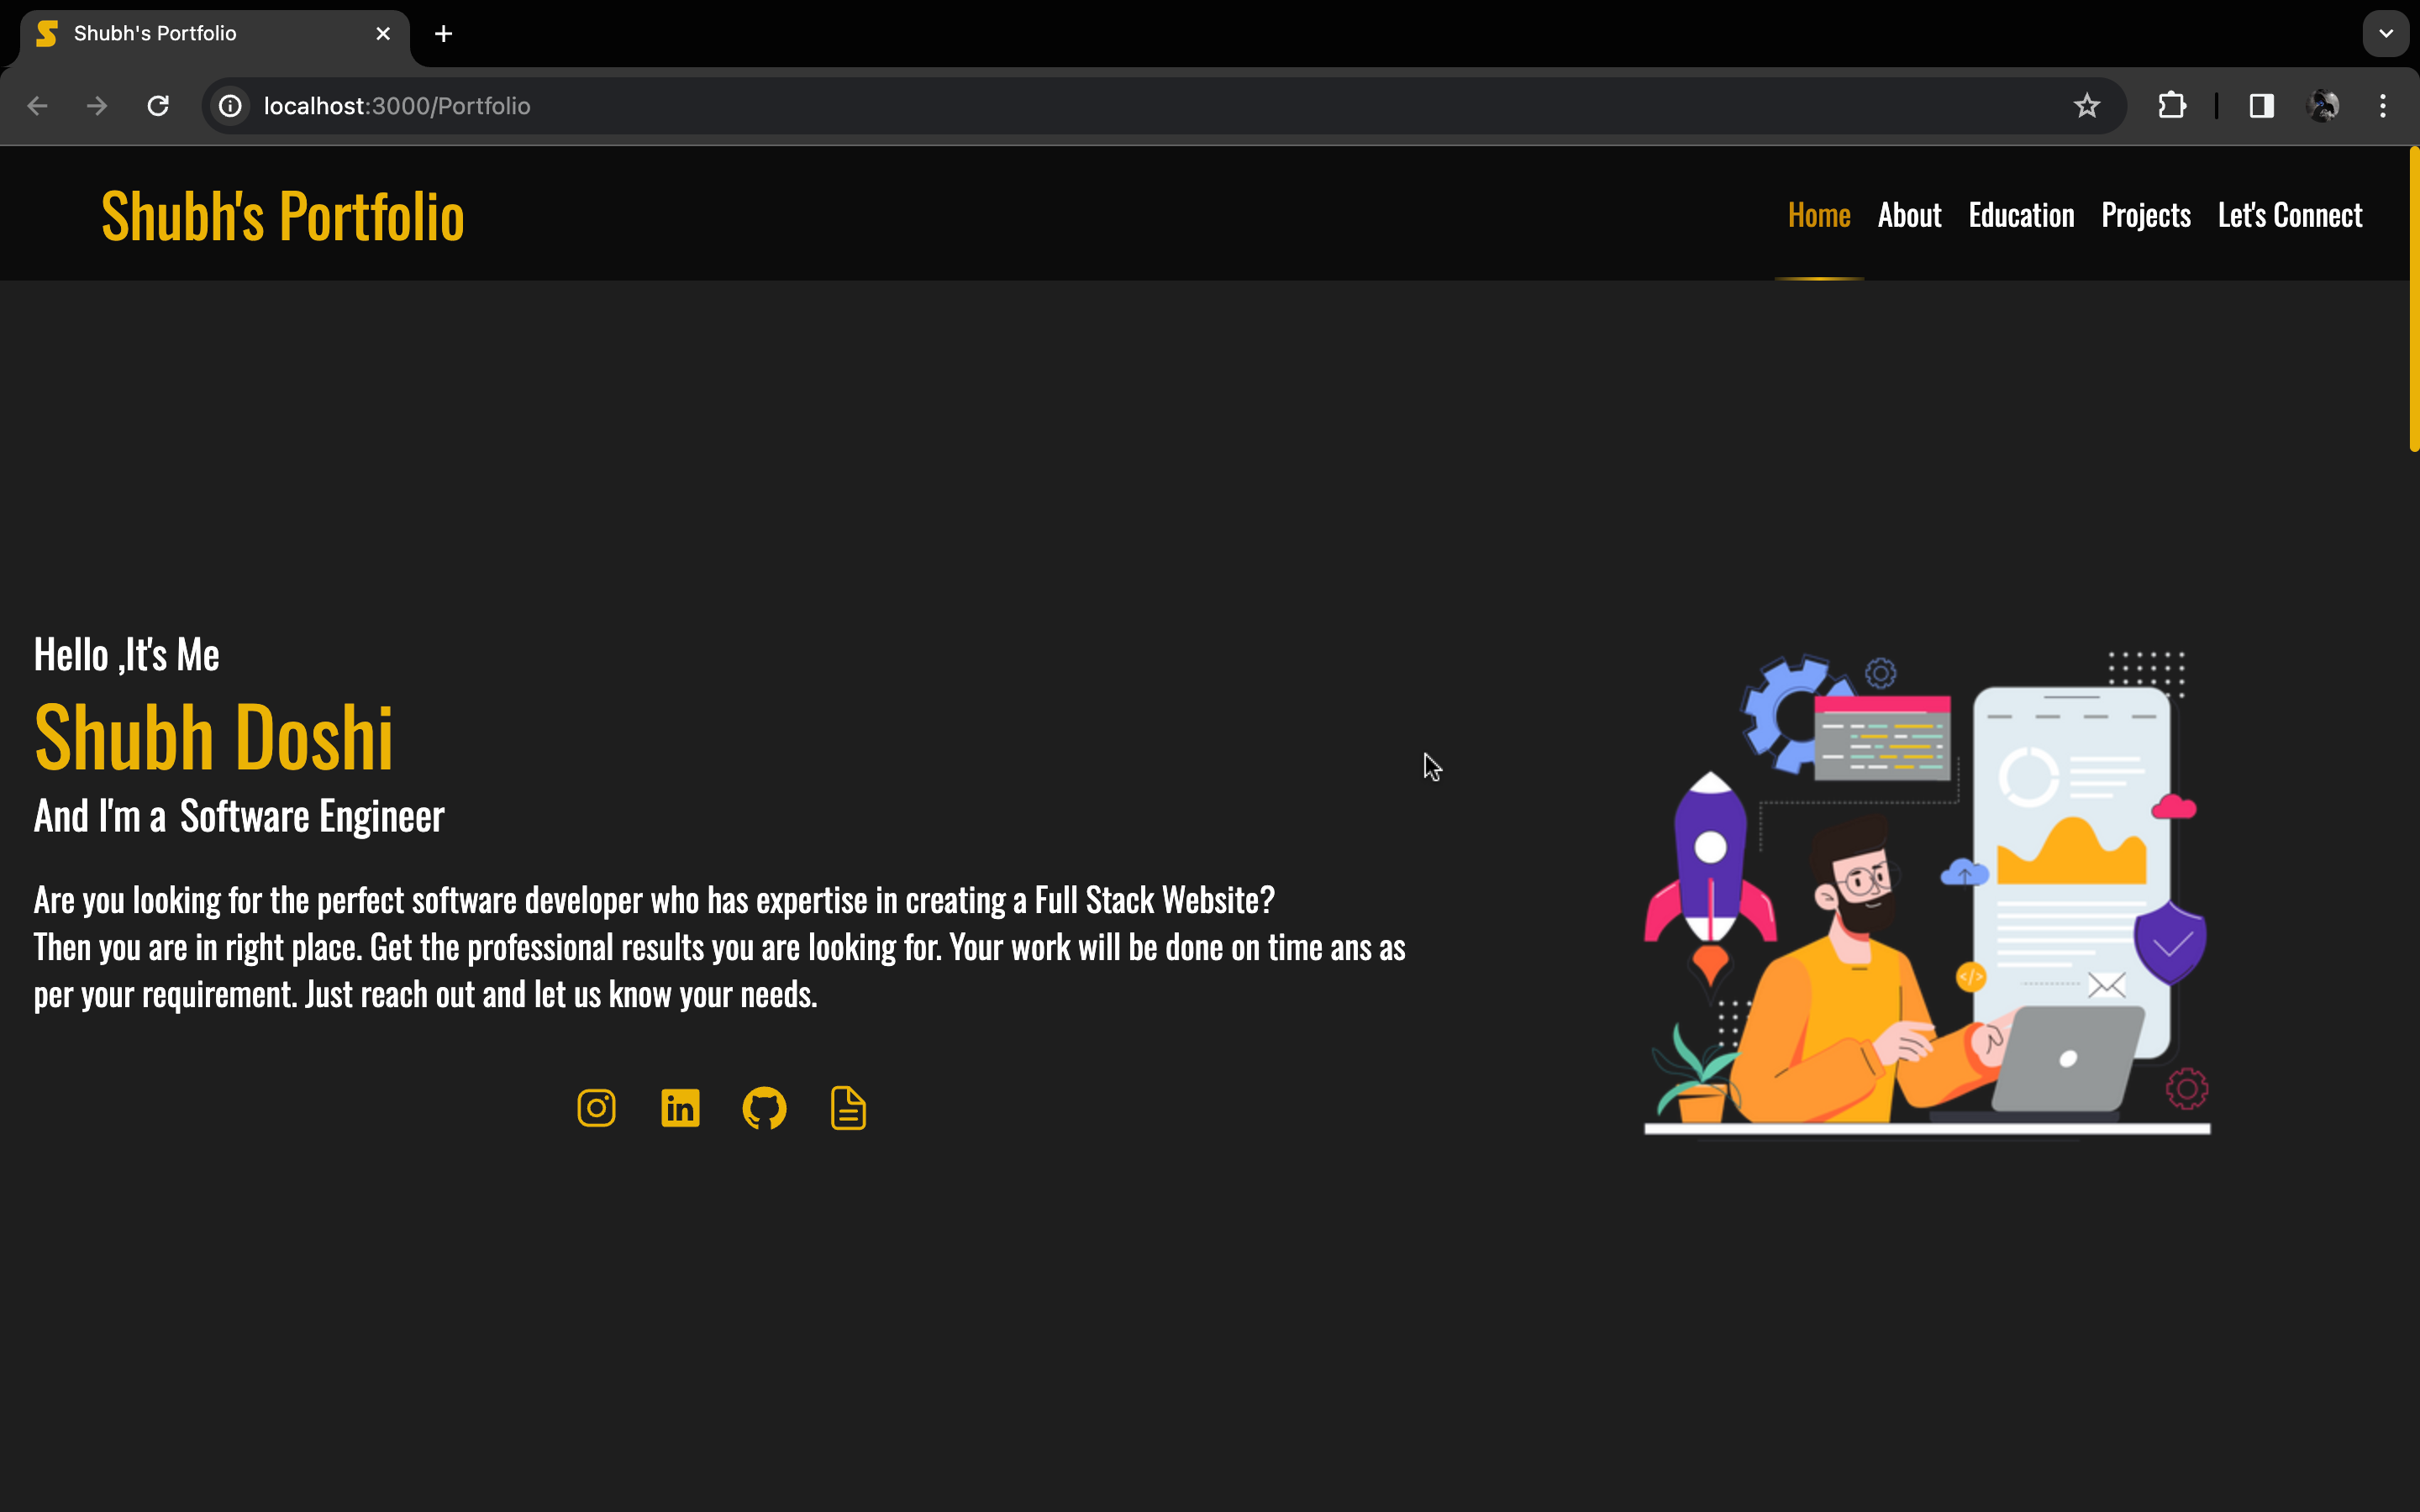 Shubh's Portfolio
localhost:3000/Portfolio
Shubh's Portfolio
Home About Education Projects Let's Connect
Hello ,It's Me
Shubh Doshi
And I'm a Software Engineer
Are you looking for the perfect software developer who has expertise in creating a Full Stack Website?
Then you are in right place. Get the professional results you are looking for. Your work will be done on time ans as
per your requirement. Just reach out and let us know your needs.
in
</>